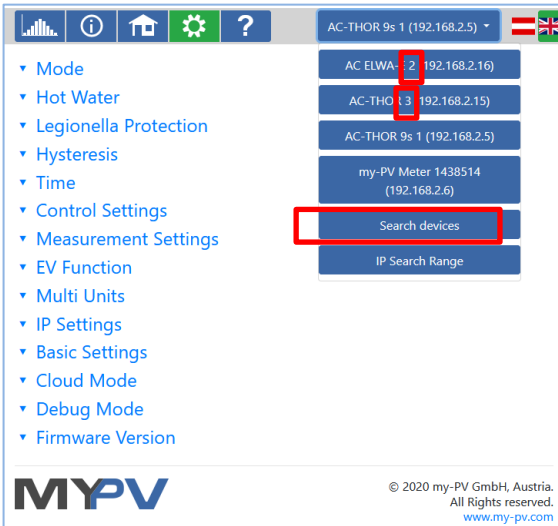 ?
AC-THOR 9s 1 (192.168.2.5)
AC ELWA-E 2 (192.168.2.16)
AC-THOR 3 (192.168.2.15)
AC-THOR 9s 1 (192.168.2.5)
my-PV Meter 1438514
(192.168.2.6)
Search devices
IP Search Range
Mode
Hot Water
Legionella Protection
Hysteresis
Time
Control Settings
Measurement Settings
EV Function
Multi Units
IP Settings
Basic Settings
Cloud Mode
Debug Mode
Firmware Version
MYPV
© 2020 my-PV GmbH, Austria.
All Rights reserved.
www.my-pv.com